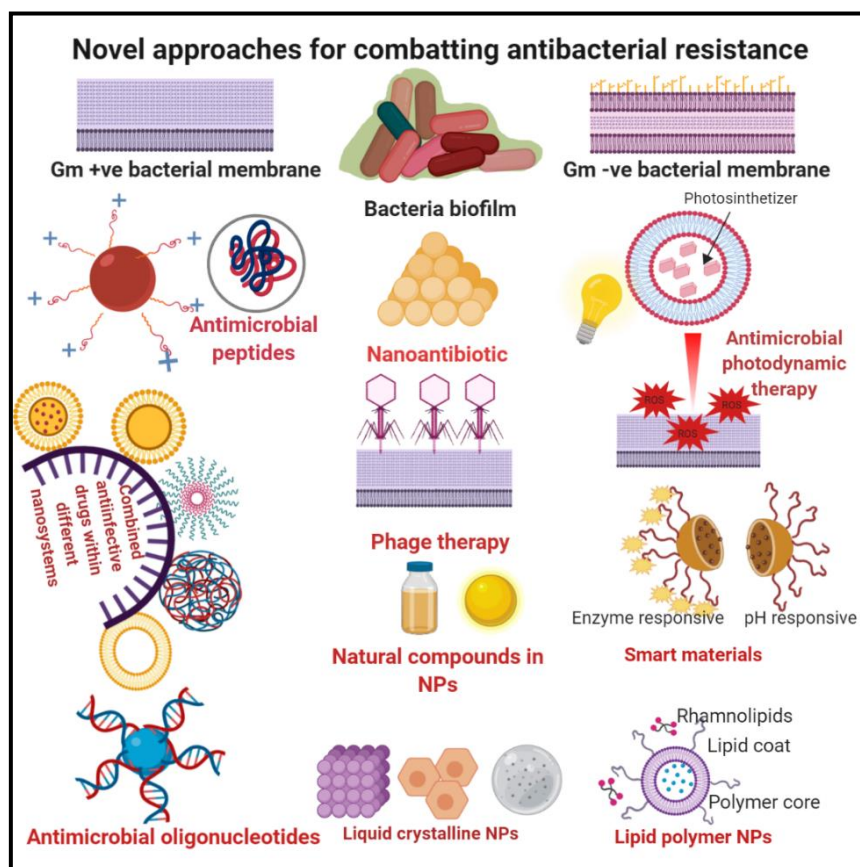 Novel approaches for combatting antibacterial resistance
Gm +ve bacterial membrane
Bacteria biofilm
Gm -ve bacterial membrane
Photosinthetizer
Antimicrobial
peptides
Nanoantibiotic
Antimicrobial
photodynamic
therapy
ROS
ROS
ROS
Combined
antiinfective
drugs within
different
nanosystems
Phage therapy
Enzyme responsive
pH responsive
Smart materials
Natural compounds in
NPs
Rhamnolipids
Lipid coat
Polymer core
Antimicrobial oligonucleotides
Liquid crystalline NPs
Lipid polymer NPs